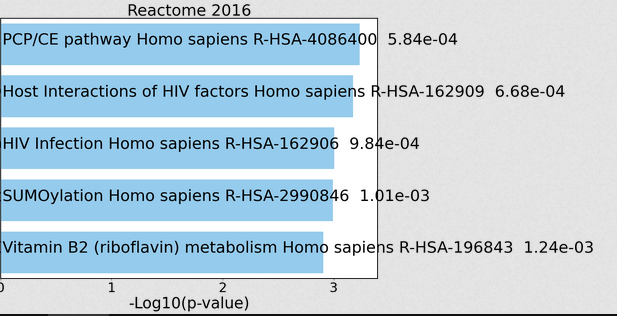 Reactome 2016
PCP/CE pathway Homo sapiens R-HSA-4086400 5.84e-04
Host Interactions of HIV factors Homo sapiens R-HSA-162909 6.68e-04
HIV Infection Homo sapiens R-HSA-162906 9.84e-04
SUMOylation Homo sapiens R-HSA-2990846 1.01e-03
Vitamin B2 (riboflavin) metabolism Homo sapiens R-HSA-196843 1.24e-03
0 1 2 3
-Log10(p-value)